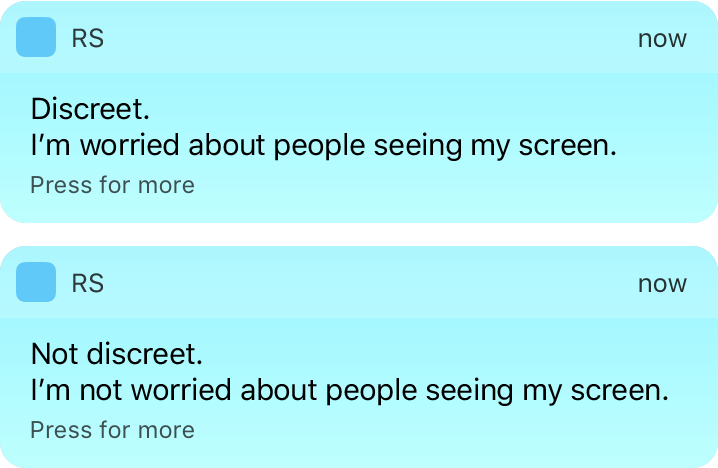 RS now
Discreet.
I’m worried about people seeing my screen.
Press for more
RS now
Not discreet.
I’m not worried about people seeing my screen.
Press for more